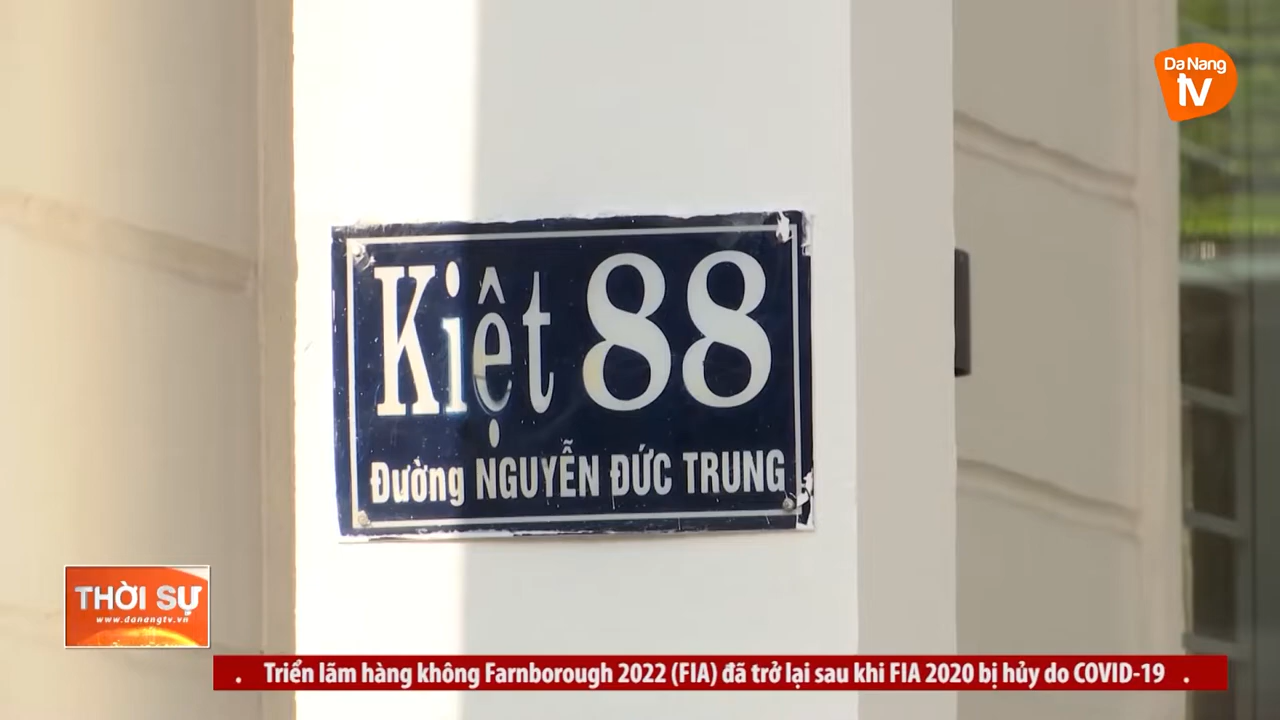 Da Nang
tv
Kiệt 88
Đường NGUYỄN ĐỨC TRUNG
THỜI SỰ
www.danangtv.vn
. Triển lãm hàng không Farnborough 2022 (FIA) đã trở lại sau khi FIA 2020 bị hủy do COVID-19 .